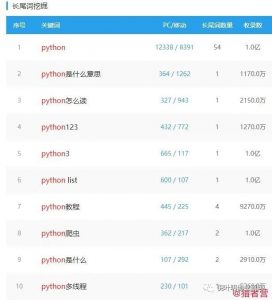 长尾词挖掘
序号 关键词 PC/移动 长尾词数量 收录数
1 python 12338 / 8391 54 1.0亿
2 python是什么意思 364 / 1262 1 1170.0万
3 python怎么读 327 / 943 1 2150.0万
4 python123 432 / 772 1 1270.0万
5 python3 665 / 117 1 1.0亿
6 python list 600 / 107 1 1.0亿
7 python教程 445 / 225 4 9270.0万
8 python爬虫 362 / 217 2 1.0亿
9 python是什么 107 / 292 2 2910.0万
10 python多线程 230 / 101 1
@猎者营